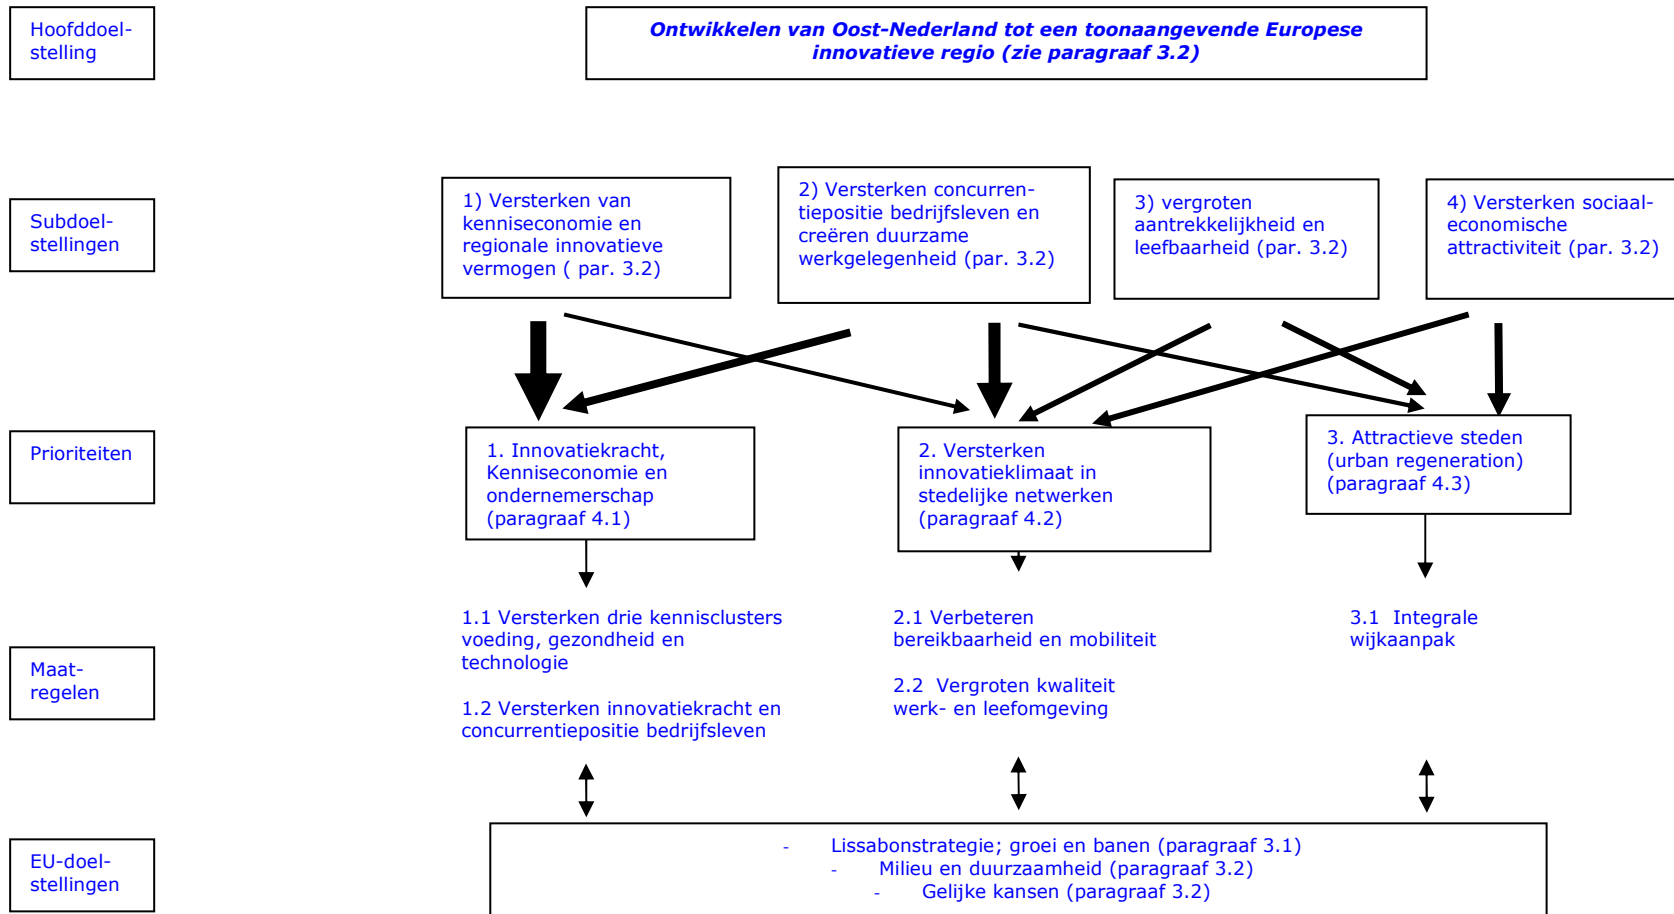 Hoofddoel-
stelling
Ontwikkelen van Oost-Nederland tot een toonaangevende Europese
innovatieve regio (zie paragraaf 3.2)
Subdoel-
stellingen
1) Versterken van
kenniseconomie en
regionale innovatieve
vermogen ( par. 3.2)
2) Versterken concurren-
tiepositie bedrijfsleven en
creëren duurzame
werkgelegenheid (par. 3.2)
3) vergroten
aantrekkelijkheid en
leefbaarheid (par. 3.2)
4) Versterken sociaal-
economische
attractiviteit (par. 3.2)
Prioriteiten
1. Innovatiekracht,
Kenniseconomie en
ondernemerschap
(paragraaf 4.1)
2. Versterken
innovatieklimaat in
stedelijke netwerken
(paragraaf 4.2)
3. Attractieve steden
(urban regeneration)
(paragraaf 4.3)
Maat-
regelen
1.1 Versterken drie kennisclusters
voeding, gezondheid en
technologie
1.2 Versterken innovatiekracht en
concurrentiepositie bedrijfsleven
2.1 Verbeteren
bereikbaarheid en mobiliteit
2.2 Vergroten kwaliteit
werk- en leefomgeving
3.1 Integrale
wijkaanpak
EU-doel-
stellingen
- Lissabonstrategie; groei en banen (paragraaf 3.1)
- Milieu en duurzaamheid (paragraaf 3.2)
- Gelijke kansen (paragraaf 3.2)